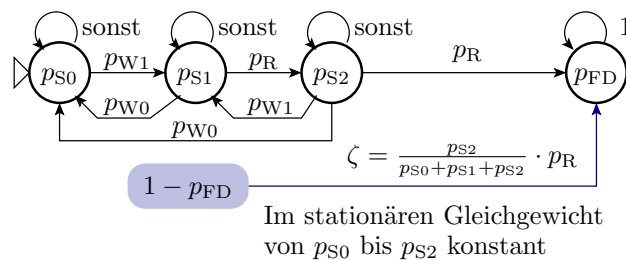 sonst sonst sonst 1
p_S0 p_W1 p_S1 p_R p_S2 p_R p_FD
p_W0 p_W1
p_W0
ζ = p_S2 / (p_S0+p_S1+p_S2) · p_R
1 − p_FD
Im stationären Gleichgewicht
von p_S0 bis p_S2 konstant